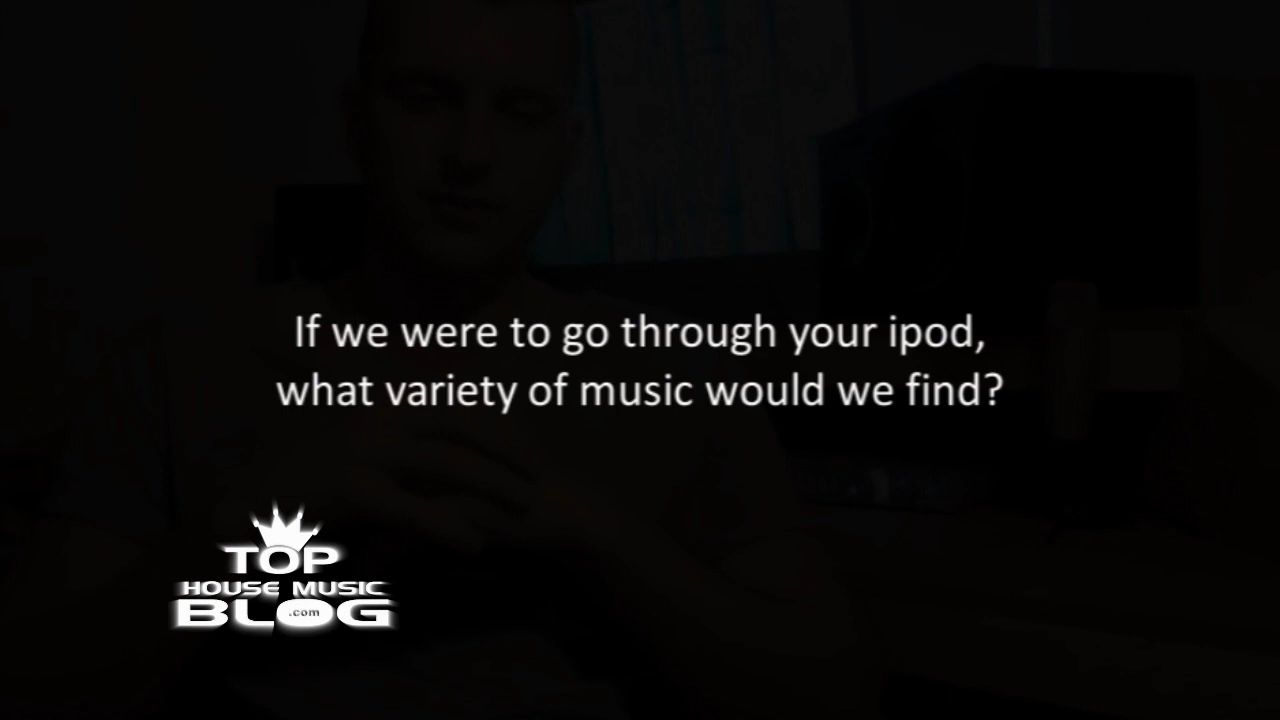 If we were to go through your ipod,
what variety of music would we find?
TOP
HOUSE MUSIC
BLOG
.com